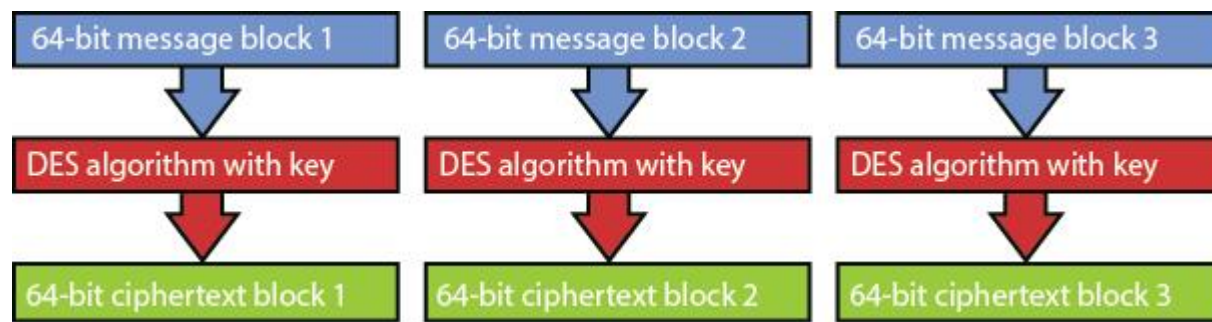 64-bit message block 1
64-bit message block 2
64-bit message block 3
DES algorithm with key
DES algorithm with key
DES algorithm with key
64-bit ciphertext block 1
64-bit ciphertext block 2
64-bit ciphertext block 3